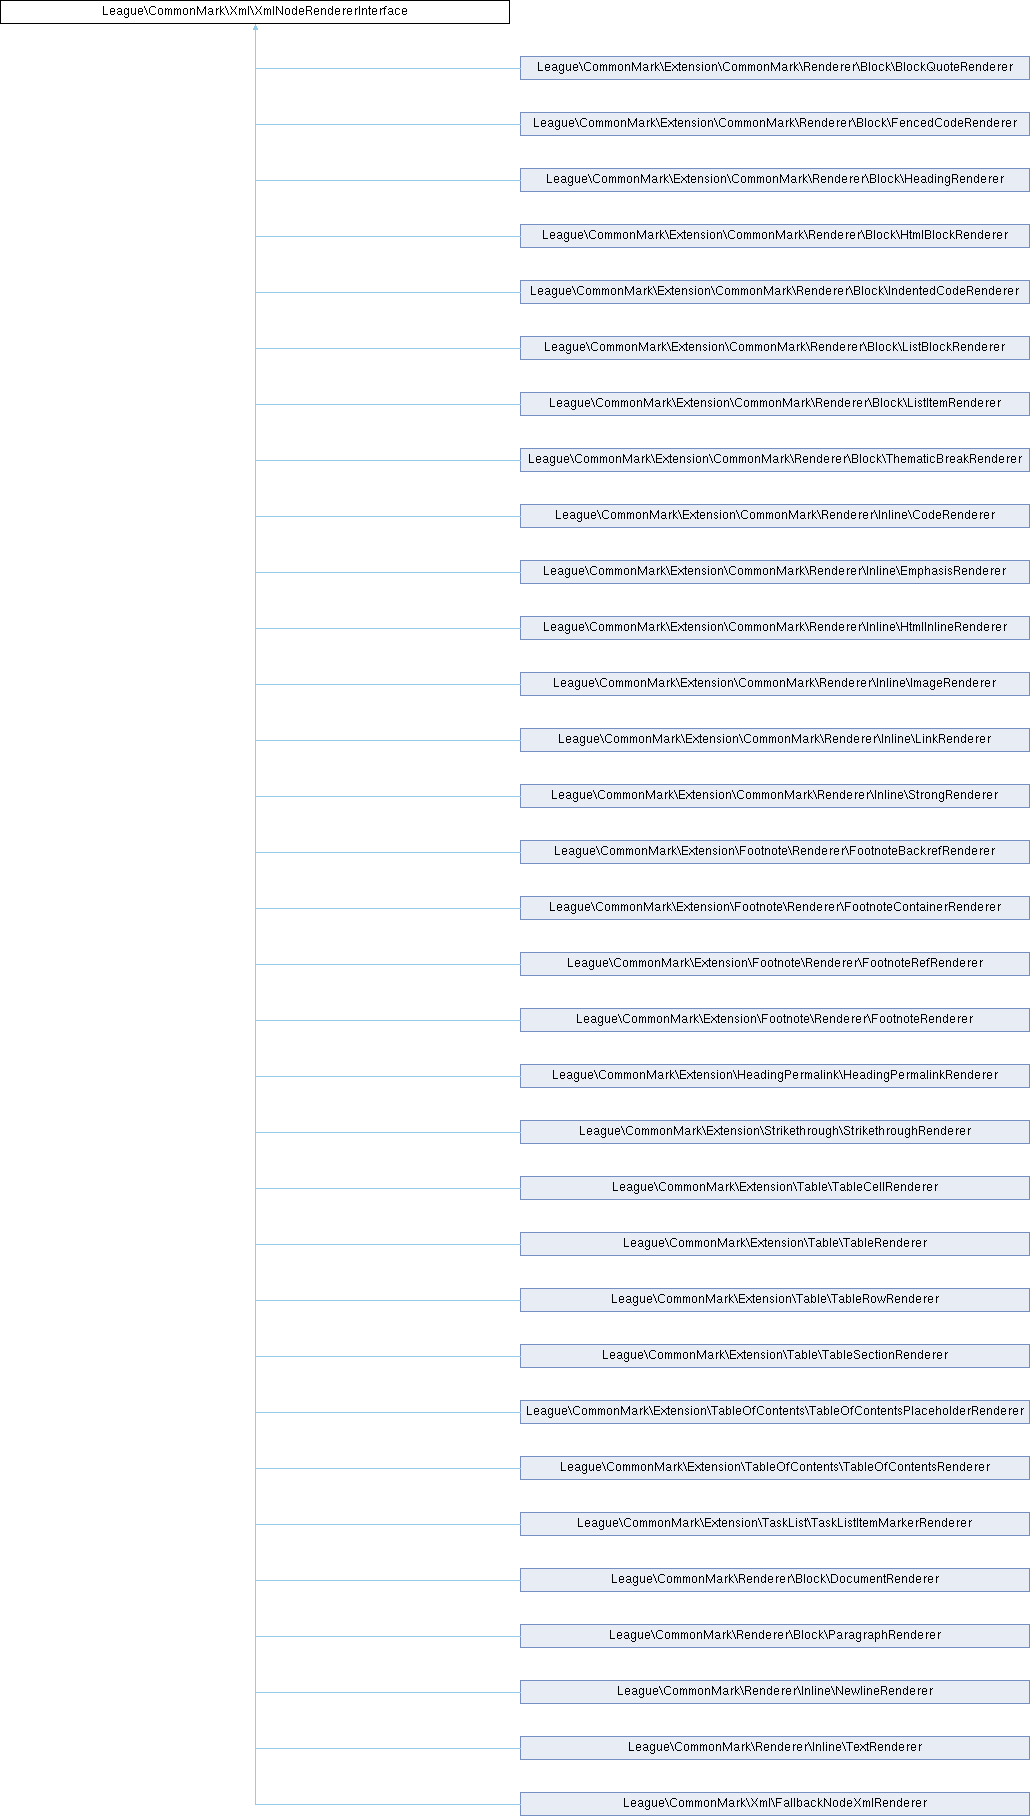 League\CommonMark\Xml\XmlNodeRendererInterface
League\CommonMark\Extension\CommonMark\Renderer\Block\BlockQuoteRenderer
League\CommonMark\Extension\CommonMark\Renderer\Block\FencedCodeRenderer
League\CommonMark\Extension\CommonMark\Renderer\Block\HeadingRenderer
League\CommonMark\Extension\CommonMark\Renderer\Block\HtmlBlockRenderer
League\CommonMark\Extension\CommonMark\Renderer\Block\IndentedCodeRenderer
League\CommonMark\Extension\CommonMark\Renderer\Block\ListBlockRenderer
League\CommonMark\Extension\CommonMark\Renderer\Block\ListItemRenderer
League\CommonMark\Extension\CommonMark\Renderer\Block\ThematicBreakRenderer
League\CommonMark\Extension\CommonMark\Renderer\Inline\CodeRenderer
League\CommonMark\Extension\CommonMark\Renderer\Inline\EmphasisRenderer
League\CommonMark\Extension\CommonMark\Renderer\Inline\HtmlInlineRenderer
League\CommonMark\Extension\CommonMark\Renderer\Inline\ImageRenderer
League\CommonMark\Extension\CommonMark\Renderer\Inline\LinkRenderer
League\CommonMark\Extension\CommonMark\Renderer\Inline\StrongRenderer
League\CommonMark\Extension\Footnote\Renderer\FootnoteBackrefRenderer
League\CommonMark\Extension\Footnote\Renderer\FootnoteContainerRenderer
League\CommonMark\Extension\Footnote\Renderer\FootnoteRefRenderer
League\CommonMark\Extension\Footnote\Renderer\FootnoteRenderer
League\CommonMark\Extension\HeadingPermalink\HeadingPermalinkRenderer
League\CommonMark\Extension\Strikethrough\StrikethroughRenderer
League\CommonMark\Extension\Table\TableCellRenderer
League\CommonMark\Extension\Table\TableRenderer
League\CommonMark\Extension\Table\TableRowRenderer
League\CommonMark\Extension\Table\TableSectionRenderer
League\CommonMark\Extension\TableOfContents\TableOfContentsPlaceholderRenderer
League\CommonMark\Extension\TableOfContents\TableOfContentsRenderer
League\CommonMark\Extension\TaskList\TaskListItemMarkerRenderer
League\CommonMark\Renderer\Block\DocumentRenderer
League\CommonMark\Renderer\Block\ParagraphRenderer
League\CommonMark\Renderer\Inline\NewlineRenderer
League\CommonMark\Renderer\Inline\TextRenderer
League\CommonMark\Xml\FallbackNodeXmlRenderer